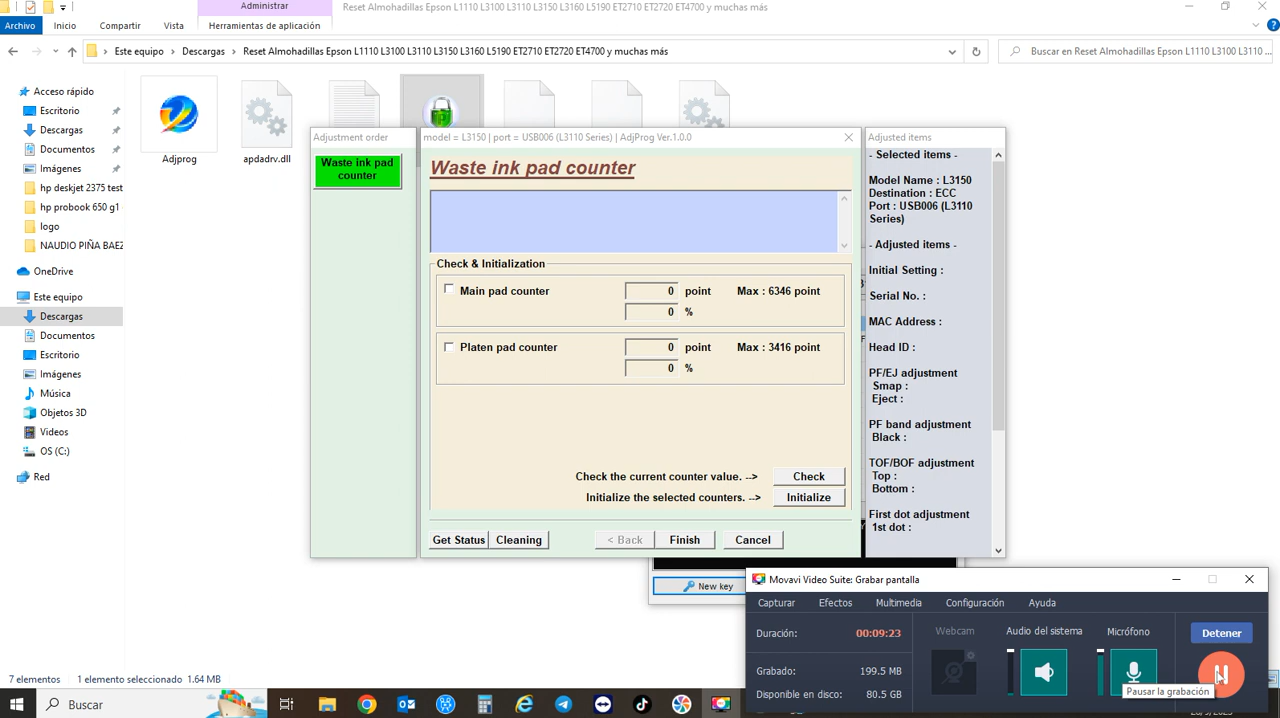 Administrar
Reset Almohadillas Epson L1110 L3100 L3110 L3150 L3160 L5190 ET2710 ET2720 ET4700 y muchas más
Archivo
Inicio
Compartir
Vista
Herramientas de aplicación
Este equipo
Descargas
Reset Almohadillas Epson L1110 L3100 L3110 L3150 L3160 L5190 ET2710 ET2720 ET4700 y muchas más
Buscar en Reset Almohadillas Epson L1110 L3100 L3110 ...
Acceso rápido
Escritorio
Descargas
Documentos
Imágenes
hp deskjet 2375 test
hp probook 650 g1
logo
NAUDIO PIÑA BAEZ
OneDrive
Este equipo
Descargas
Documentos
Escritorio
Imágenes
Música
Objetos 3D
Videos
OS (C:)
Red
Adjprog
apdadrv.dll
Adjustment order
Waste ink pad
counter
model = L3150 | port = USB006 (L3110 Series) | AdjProg Ver.1.0.0
Waste ink pad counter
Check & Initialization
Main pad counter
0 point Max : 6346 point
0 %
Platen pad counter
0 point Max : 3416 point
0 %
Check the current counter value. -->
Check
Initialize the selected counters. -->
Initialize
Get Status
Cleaning
< Back
Finish
Cancel
Adjusted items
- Selected items -
Model Name : L3150
Destination : ECC
Port : USB006 (L3110
Series)
- Adjusted items -
Initial Setting :
Serial No. :
MAC Address :
Head ID :
PF/EJ adjustment
Smap :
Eject :
PF band adjustment
Black :
TOF/BOF adjustment
Top :
Bottom :
First dot adjustment
1st dot :
New key
Movavi Video Suite: Grabar pantalla
Capturar
Efectos
Multimedia
Configuración
Ayuda
Duración:
00:09:23
Grabado:
199.5 MB
Disponible en disco:
80.5 GB
Webcam
Audio del sistema
Micrófono
Detener
Pausar la grabación
7 elementos
1 elemento seleccionado 1.64 MB
Buscar